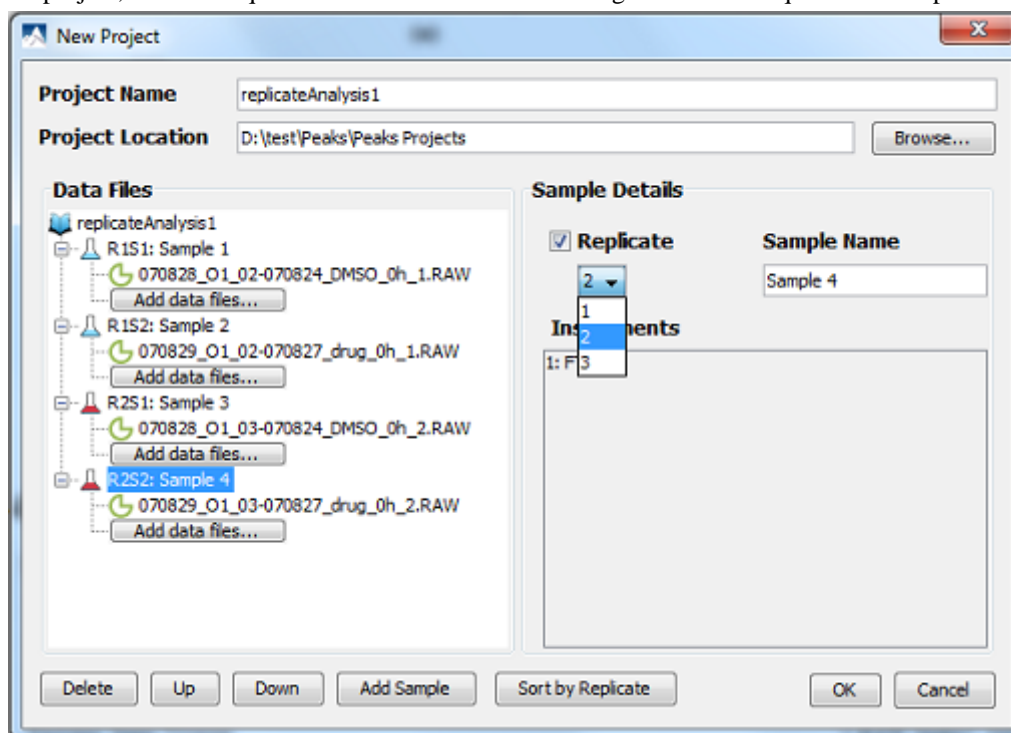 New Project
Project Name
replicateAnalysis1
Project Location
D:\test\Peaks\Peaks Projects
Browse...
Data Files
replicateAnalysis1
R1S1: Sample 1
070828_O1_02-070824_DMSO_0h_1.RAW
Add data files...
R1S2: Sample 2
070829_O1_02-070827_drug_0h_1.RAW
Add data files...
R2S1: Sample 3
070828_O1_03-070824_DMSO_0h_2.RAW
Add data files...
R2S2: Sample 4
070829_O1_03-070827_drug_0h_2.RAW
Add data files...
Sample Details
Replicate
Sample Name
2
Sample 4
1
2
3
1: F
Delete
Up
Down
Add Sample
Sort by Replicate
OK
Cancel